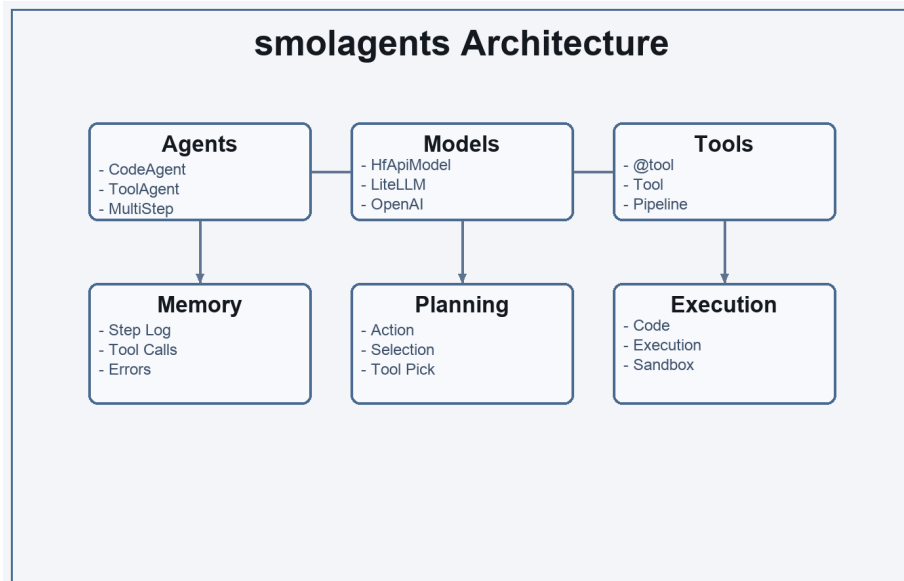 smolagents Architecture
Agents
- CodeAgent
- ToolAgent
- MultiStep
Models
- HfApiModel
- LiteLLM
- OpenAI
Tools
- @tool
- Tool
- Pipeline
Memory
- Step Log
- Tool Calls
- Errors
Planning
- Action
- Selection
- Tool Pick
Execution
- Code
- Execution
- Sandbox